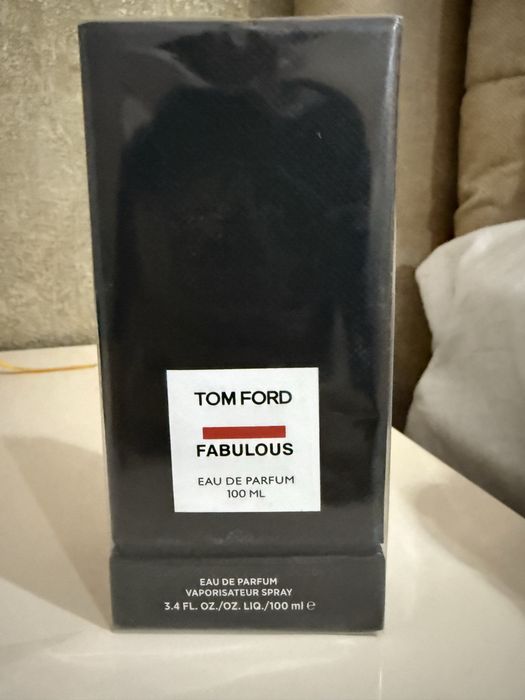 TOM FORD
FABULOUS
EAU DE PARFUM
100 ML
EAU DE PARFUM
VAPORISATEUR SPRAY
3.4 FL. OZ./OZ. LIQ./100 ml ℮